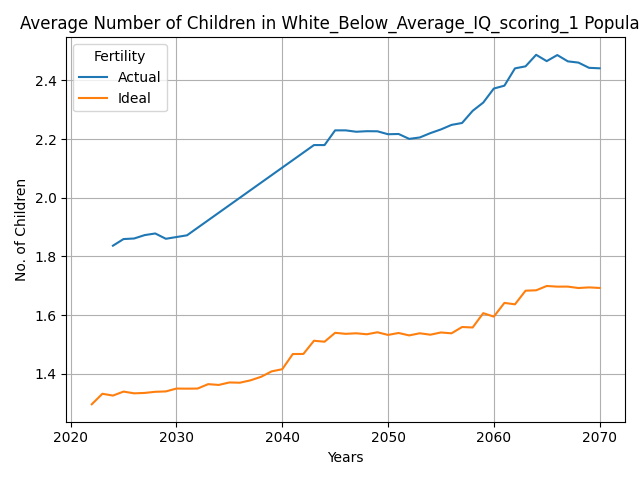 Average Number of Children in White_Below_Average_IQ_scoring_1 Popula
Fertility
Actual
Ideal
2.4
2.2
2.0
1.8
1.6
1.4
No. of Children
2020
2030
2040
2050
2060
2070
Years